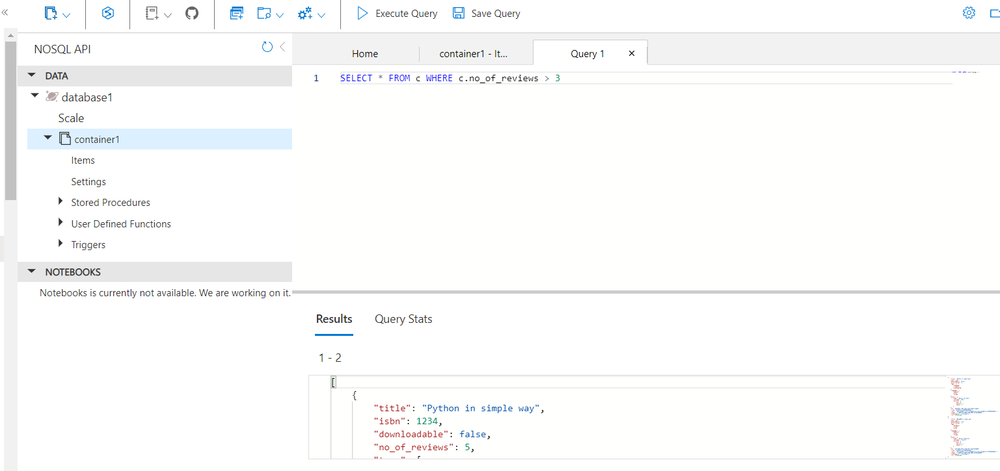 Execute Query
Save Query
NOSQL API
DATA
database1
Scale
container1
Items
Settings
Stored Procedures
User Defined Functions
Triggers
NOTEBOOKS
Notebooks is currently not available. We are working on it.
Home
container1 - It...
Query 1
1 SELECT * FROM c WHERE c.no_of_reviews > 3
Results
Query Stats
1 - 2
[
{
"title": "Python in simple way",
"isbn": 1234,
"downloadable": false,
"no_of_reviews": 5,